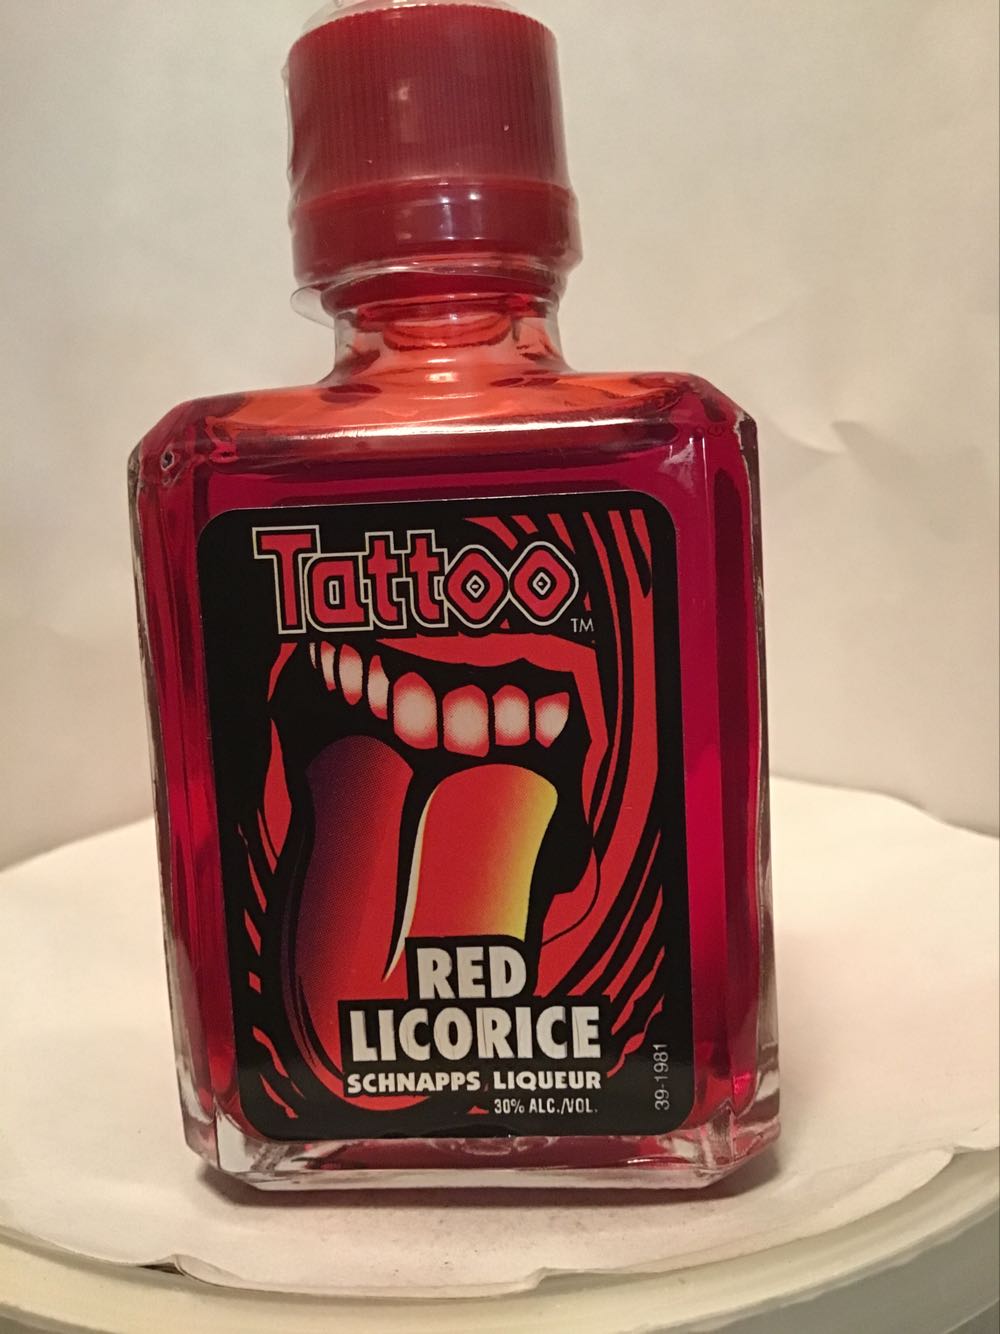 Tattoo TM
RED
LICORICE
SCHNAPPS LIQUEUR
30% ALC./VOL.
39-1981